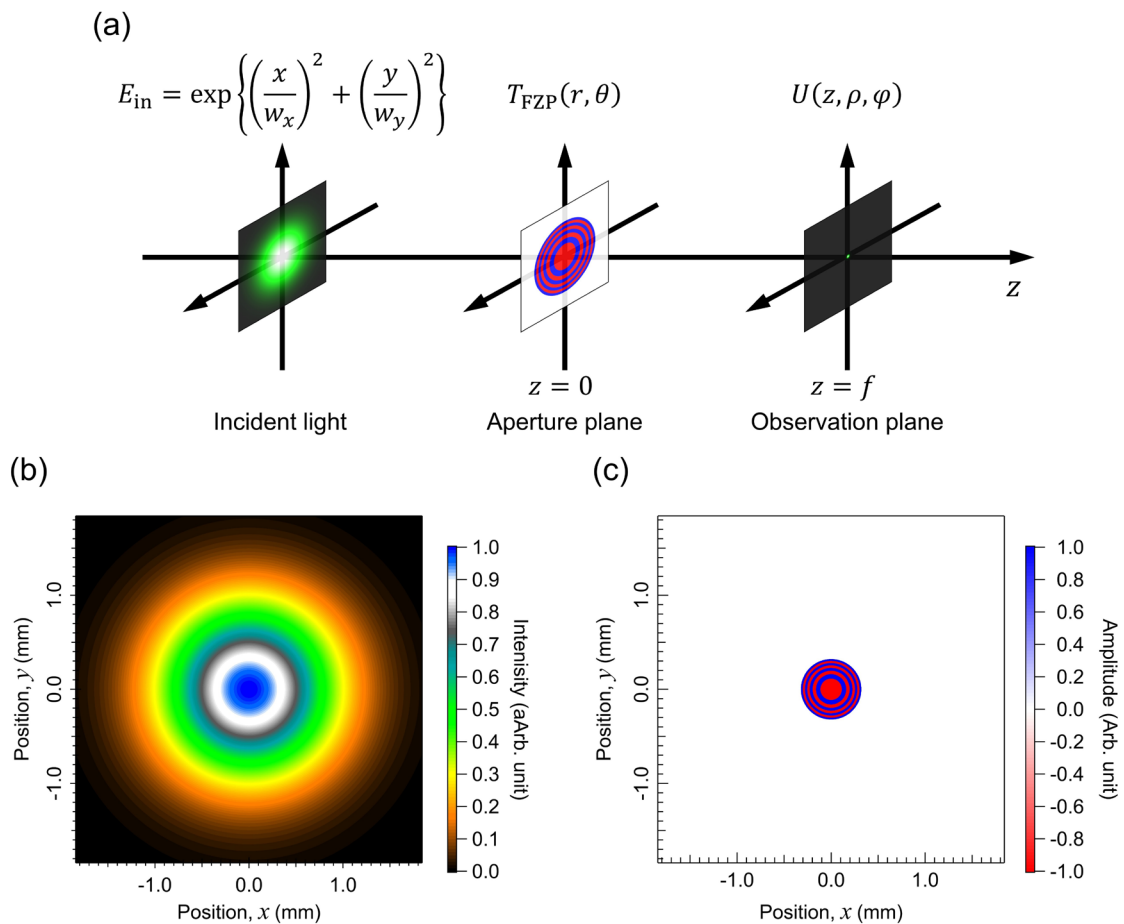 (a)
E_in = exp{(x/w_x)^2 + (y/w_y)^2}
T_FZP(r, θ)
U(z, ρ, φ)
z
z = 0
z = f
Incident light
Aperture plane
Observation plane
(b)
(c)
Position, y (mm)
1.0
0.0
-1.0
-1.0
0.0
1.0
Position, x (mm)
1.0
0.9
0.8
0.7
0.6
0.5
0.4
0.3
0.2
0.1
0.0
Intenisity (aArb. unit)
Position, y (mm)
1.0
0.0
-1.0
-1.0
0.0
1.0
Position, x (mm)
1.0
0.8
0.6
0.4
0.2
0.0
-0.2
-0.4
-0.6
-0.8
-1.0
Amplitude (Arb. unit)